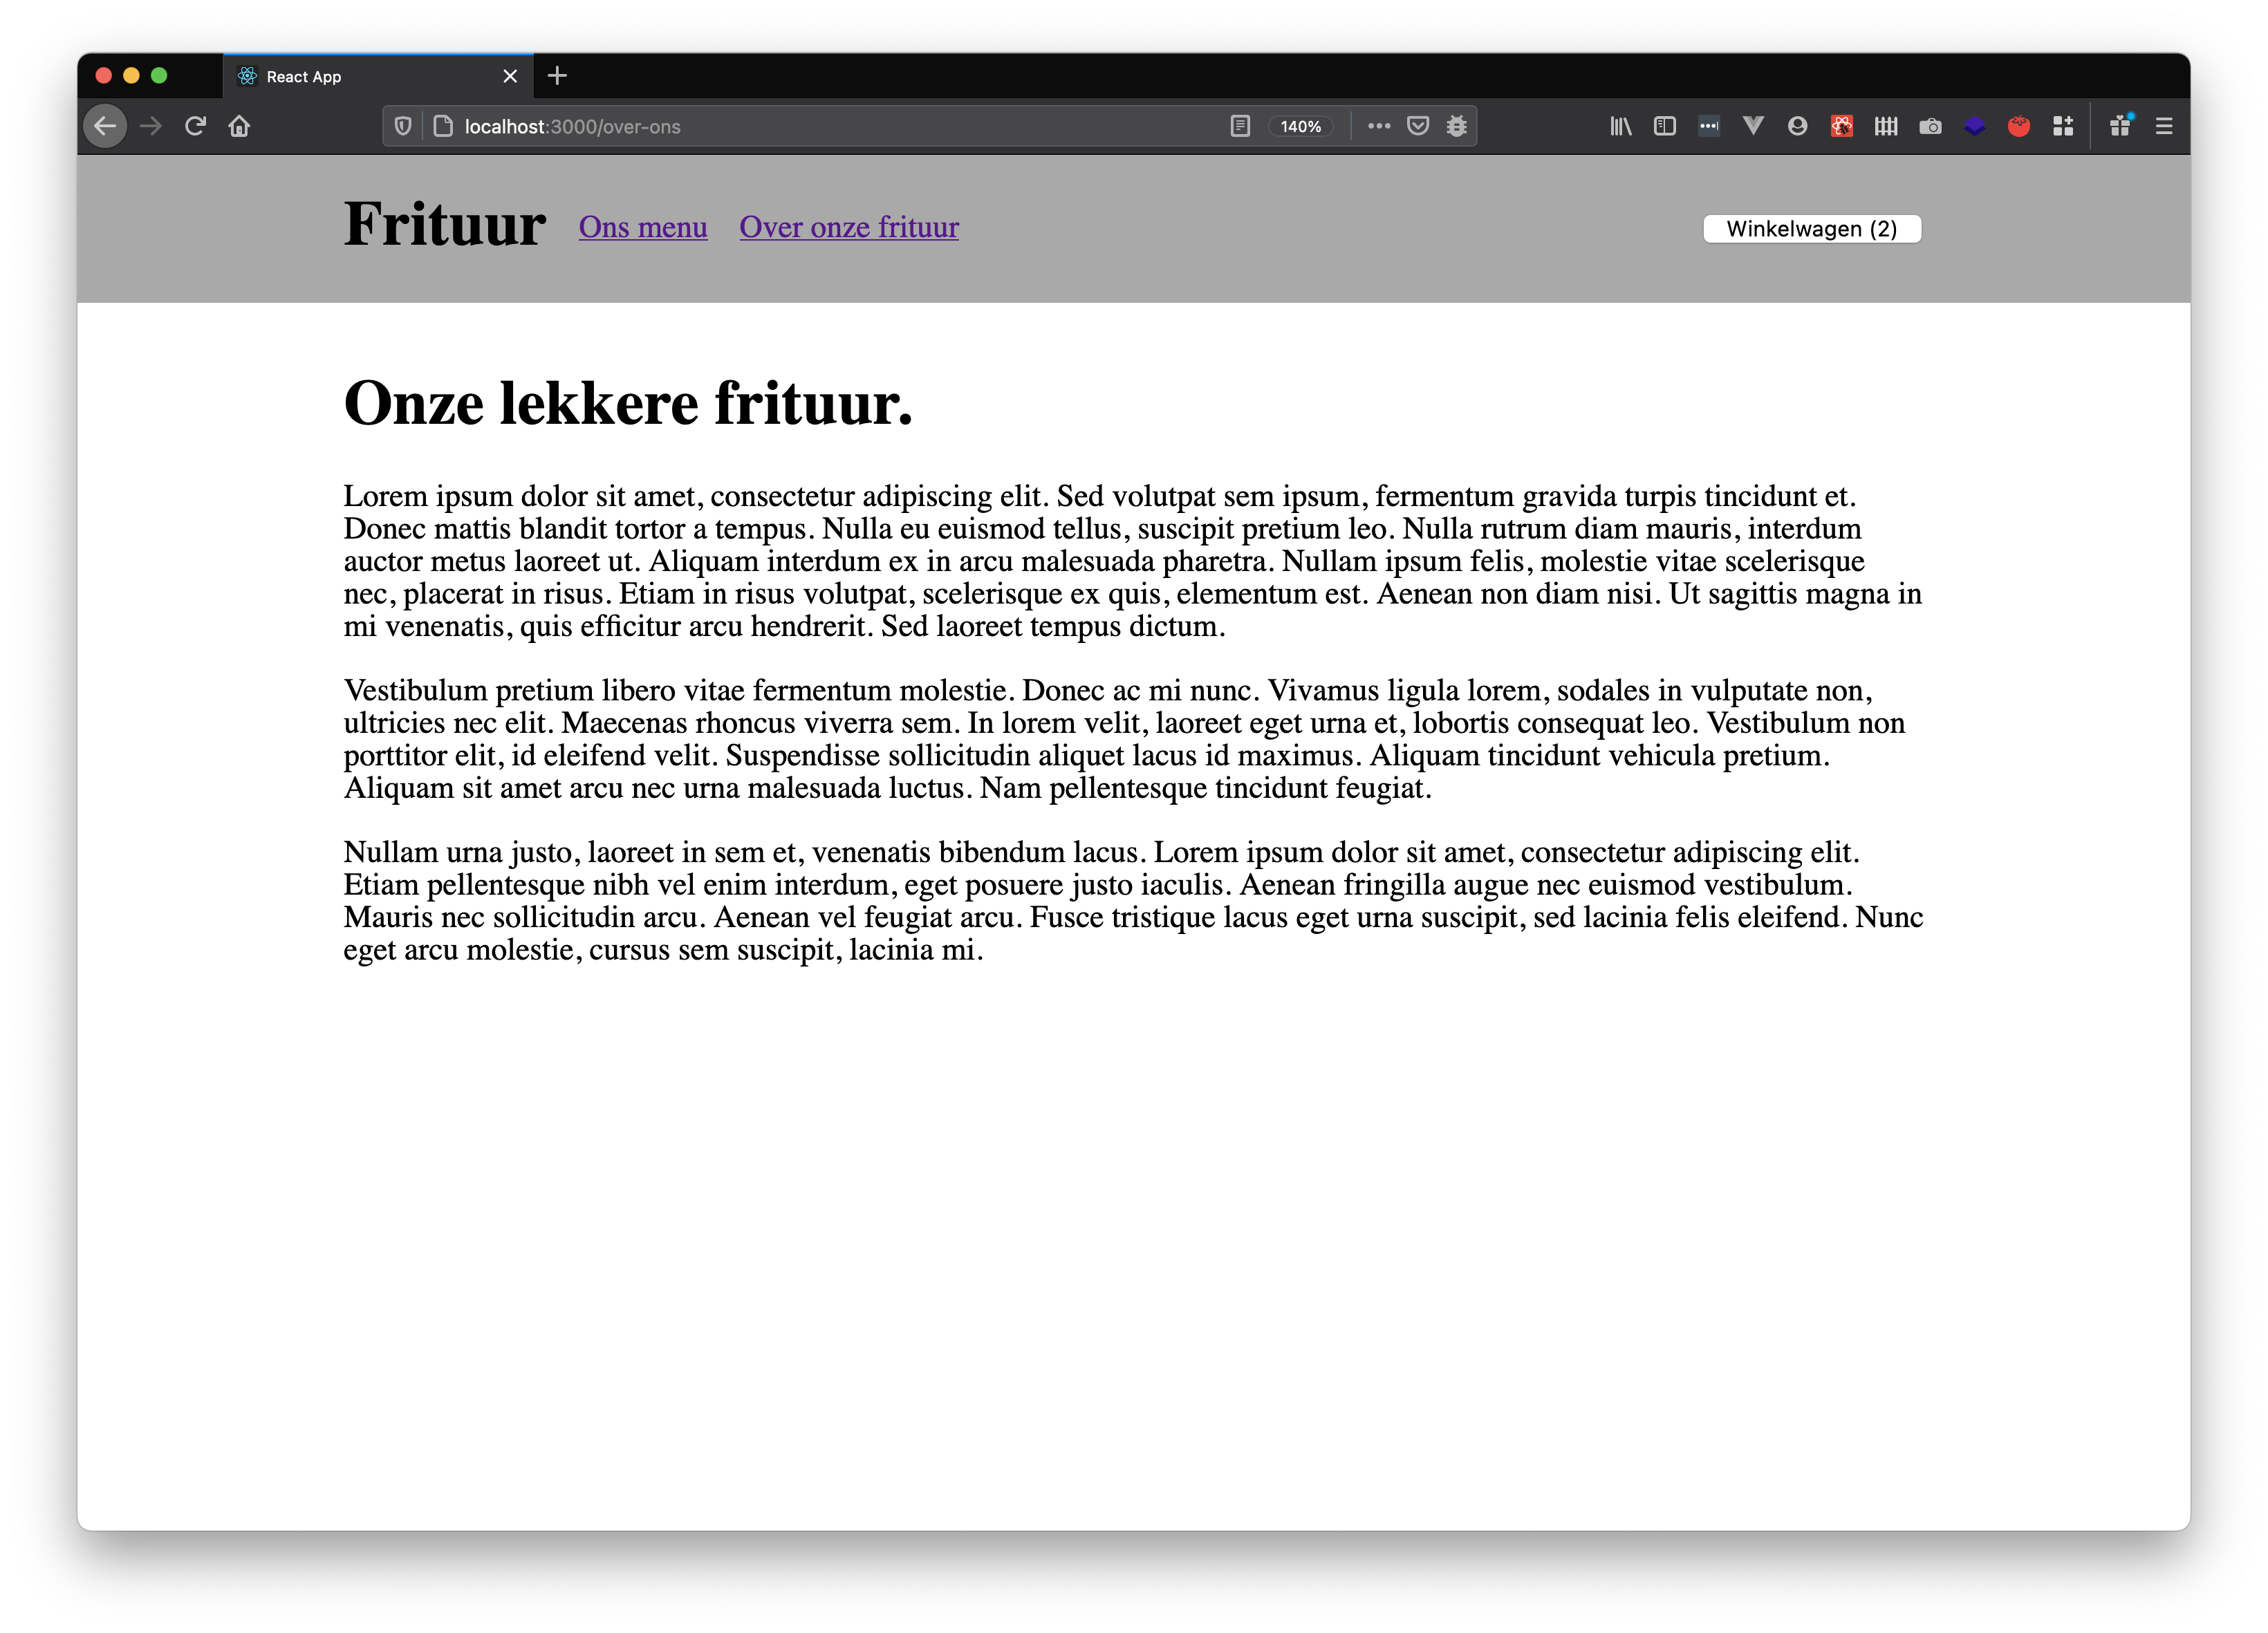 React App
localhost:3000/over-ons
140%
Frituur
Ons menu
Over onze frituur
Winkelwagen (2)
Onze lekkere frituur.
Lorem ipsum dolor sit amet, consectetur adipiscing elit. Sed volutpat sem ipsum, fermentum gravida turpis tincidunt et.
Donec mattis blandit tortor a tempus. Nulla eu euismod tellus, suscipit pretium leo. Nulla rutrum diam mauris, interdum
auctor metus laoreet ut. Aliquam interdum ex in arcu malesuada pharetra. Nullam ipsum felis, molestie vitae scelerisque
nec, placerat in risus. Etiam in risus volutpat, scelerisque ex quis, elementum est. Aenean non diam nisi. Ut sagittis magna in
mi venenatis, quis efficitur arcu hendrerit. Sed laoreet tempus dictum.
Vestibulum pretium libero vitae fermentum molestie. Donec ac mi nunc. Vivamus ligula lorem, sodales in vulputate non,
ultricies nec elit. Maecenas rhoncus viverra sem. In lorem velit, laoreet eget urna et, lobortis consequat leo. Vestibulum non
porttitor elit, id eleifend velit. Suspendisse sollicitudin aliquet lacus id maximus. Aliquam tincidunt vehicula pretium.
Aliquam sit amet arcu nec urna malesuada luctus. Nam pellentesque tincidunt feugiat.
Nullam urna justo, laoreet in sem et, venenatis bibendum lacus. Lorem ipsum dolor sit amet, consectetur adipiscing elit.
Etiam pellentesque nibh vel enim interdum, eget posuere justo iaculis. Aenean fringilla augue nec euismod vestibulum.
Mauris nec sollicitudin arcu. Aenean vel feugiat arcu. Fusce tristique lacus eget urna suscipit, sed lacinia felis eleifend. Nunc
eget arcu molestie, cursus sem suscipit, lacinia mi.